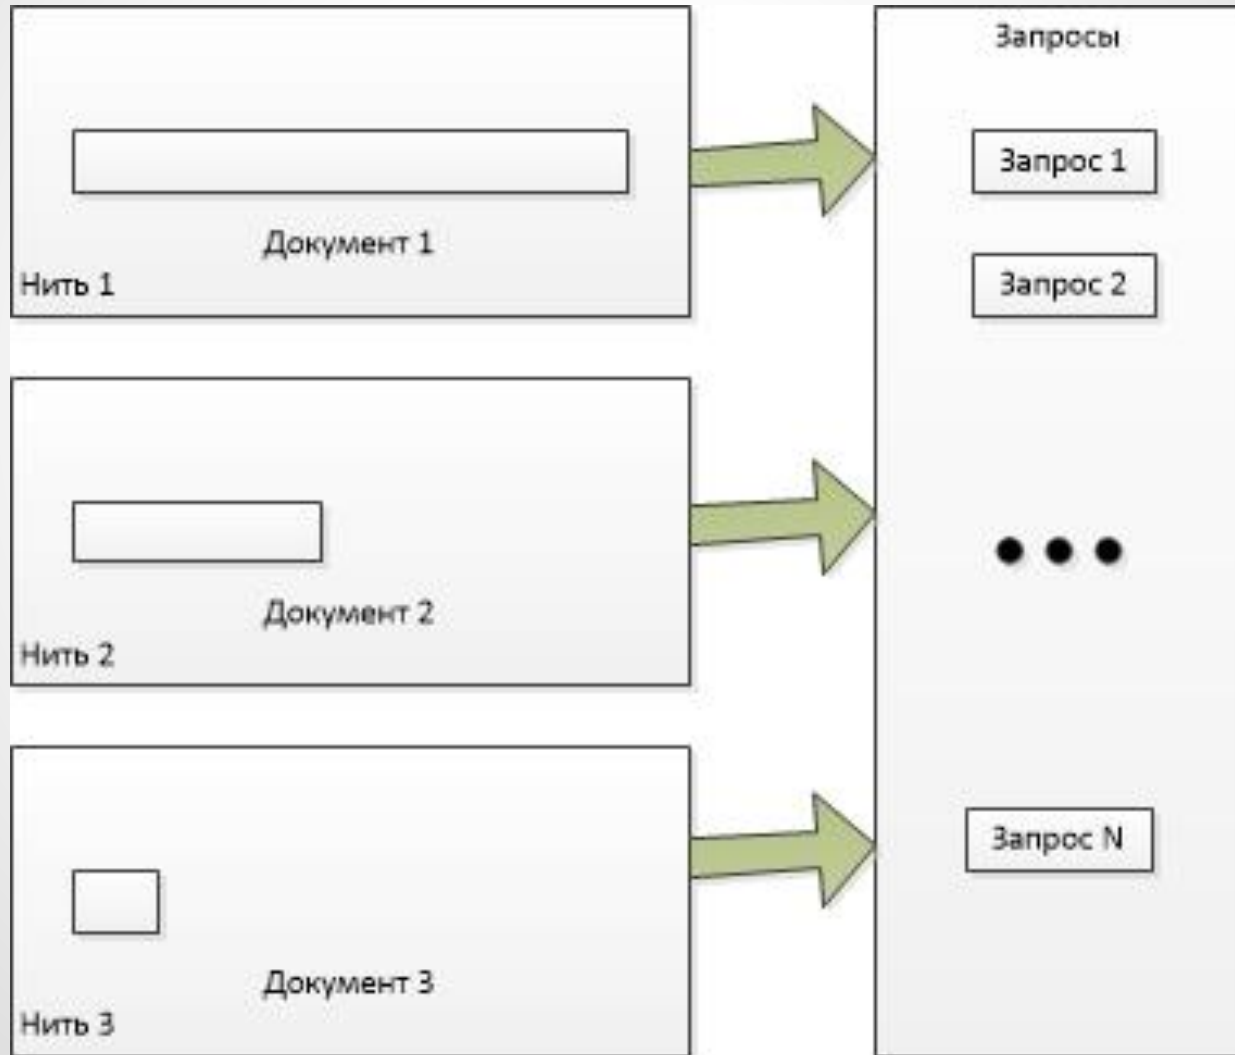 Документ 1
Нить 1
Документ 2
Нить 2
Документ 3
Нить 3
Запросы
Запрос 1
Запрос 2
Запрос N